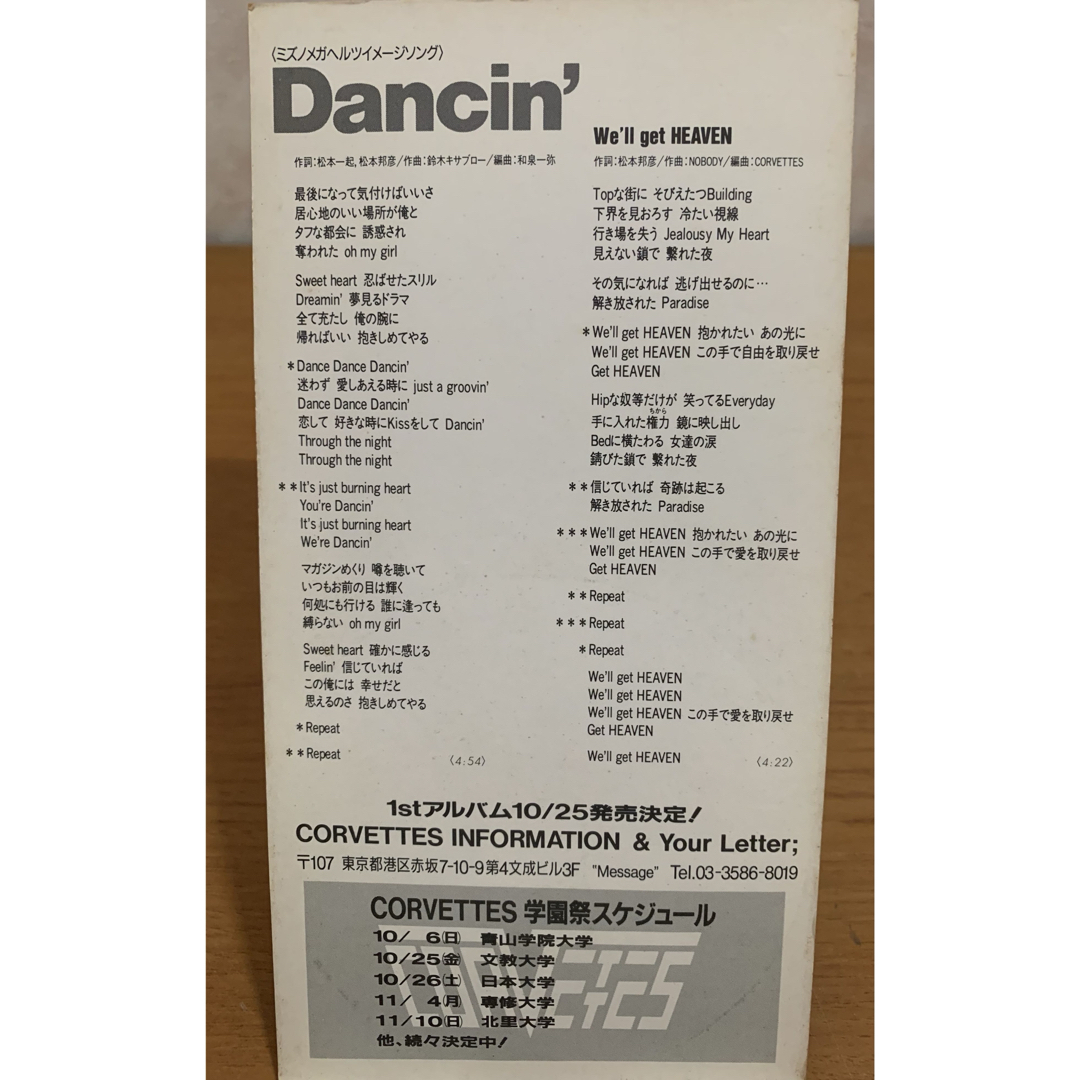 〈ミズノメガヘルツイメージソング〉
Dancin'
作詞：松本一起，松本邦彦／作曲：鈴木キサブロー／編曲：和泉一弥
最後になって気付けばいいさ
居心地のいい場所が俺と
タフな都会に 誘惑され
奪われた oh my girl
Sweet heart 忍ばせたスリル
Dreamin' 夢見るドラマ
全て充たし 俺の腕に
帰ればいい 抱きしめてやる
*Dance Dance Dancin'
迷わず 愛しあえる時に just a groovin'
Dance Dance Dancin'
恋して 好きな時にKissをして Dancin'
Through the night
Through the night
**It's just burning heart
You're Dancin'
It's just burning heart
We're Dancin'
マガジンめくり 噂を聴いて
いつもお前の目は輝く
何処にも行ける 誰に逢っても
縛らない oh my girl
Sweet heart 確かに感じる
Feelin' 信じていれば
この俺には 幸せだと
思えるのさ 抱きしめてやる
*Repeat
**Repeat
〈4:54〉
We'll get HEAVEN
作詞：松本邦彦／作曲：NOBODY／編曲：CORVETTES
Topな街に そびえたつBuilding
下界を見おろす 冷たい視線
行き場を失う Jealousy My Heart
見えない鎖で 繋れた夜
その気になれば 逃げ出せるのに…
解き放された Paradise
*We'll get HEAVEN 抱かれたい あの光に
We'll get HEAVEN この手で自由を取り戻せ
Get HEAVEN
Hipな奴等だけが 笑ってるEveryday
ちから
手に入れた権力 鏡に映し出し
Bedに横たわる 女達の涙
錆びた鎖で 繋れた夜
**信じていれば 奇跡は起こる
解き放された Paradise
***We'll get HEAVEN 抱かれたい あの光に
We'll get HEAVEN この手で愛を取り戻せ
Get HEAVEN
**Repeat
***Repeat
*Repeat
We'll get HEAVEN
We'll get HEAVEN
We'll get HEAVEN この手で愛を取り戻せ
Get HEAVEN
We'll get HEAVEN
〈4:22〉
1stアルバム10/25発売決定！
CORVETTES INFORMATION & Your Letter;
〒107 東京都港区赤坂7-10-9第4文成ビル3F "Message" Tel.03-3586-8019
CORVETTES 学園祭スケジュール
10/ 6(日) 青山学院大学
10/25(金) 文教大学
10/26(土) 日本大学
11/ 4(月) 専修大学
11/10(日) 北里大学
他、続々決定中！